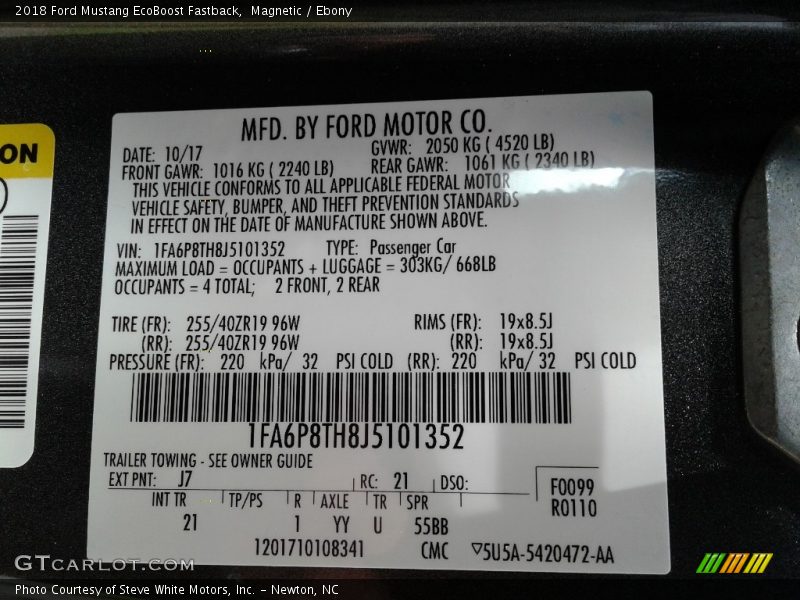 2018 Ford Mustang EcoBoost Fastback,  Magnetic / Ebony
ON
MFD. BY FORD MOTOR CO.
DATE: 10/17
GVWR: 2050 KG ( 4520 LB)
FRONT GAWR: 1016 KG ( 2240 LB)
REAR GAWR: 1061 KG ( 2340 LB)
THIS VEHICLE CONFORMS TO ALL APPLICABLE FEDERAL MOTOR
VEHICLE SAFETY, BUMPER, AND THEFT PREVENTION STANDARDS
IN EFFECT ON THE DATE OF MANUFACTURE SHOWN ABOVE.
VIN: 1FA6P8TH8J5101352 TYPE: Passenger Car
MAXIMUM LOAD = OCCUPANTS + LUGGAGE = 303KG/ 668LB
OCCUPANTS = 4 TOTAL; 2 FRONT, 2 REAR
TIRE (FR): 255/40ZR19 96W RIMS (FR): 19x8.5J
(RR): 255/40ZR19 96W (RR): 19x8.5J
PRESSURE (FR): 220 kPa/ 32 PSI COLD (RR): 220 kPa/ 32 PSI COLD
1FA6P8TH8J5101352
TRAILER TOWING - SEE OWNER GUIDE
EXT PNT: J7 RC: 21 DSO:
F0099
R0110
INT TR TP/PS R AXLE TR SPR
21 1 YY U 55BB
1201710108341 CMC ▽5U5A-5420472-AA
GTCARLOT.COM
Photo Courtesy of Steve White Motors, Inc. – Newton, NC